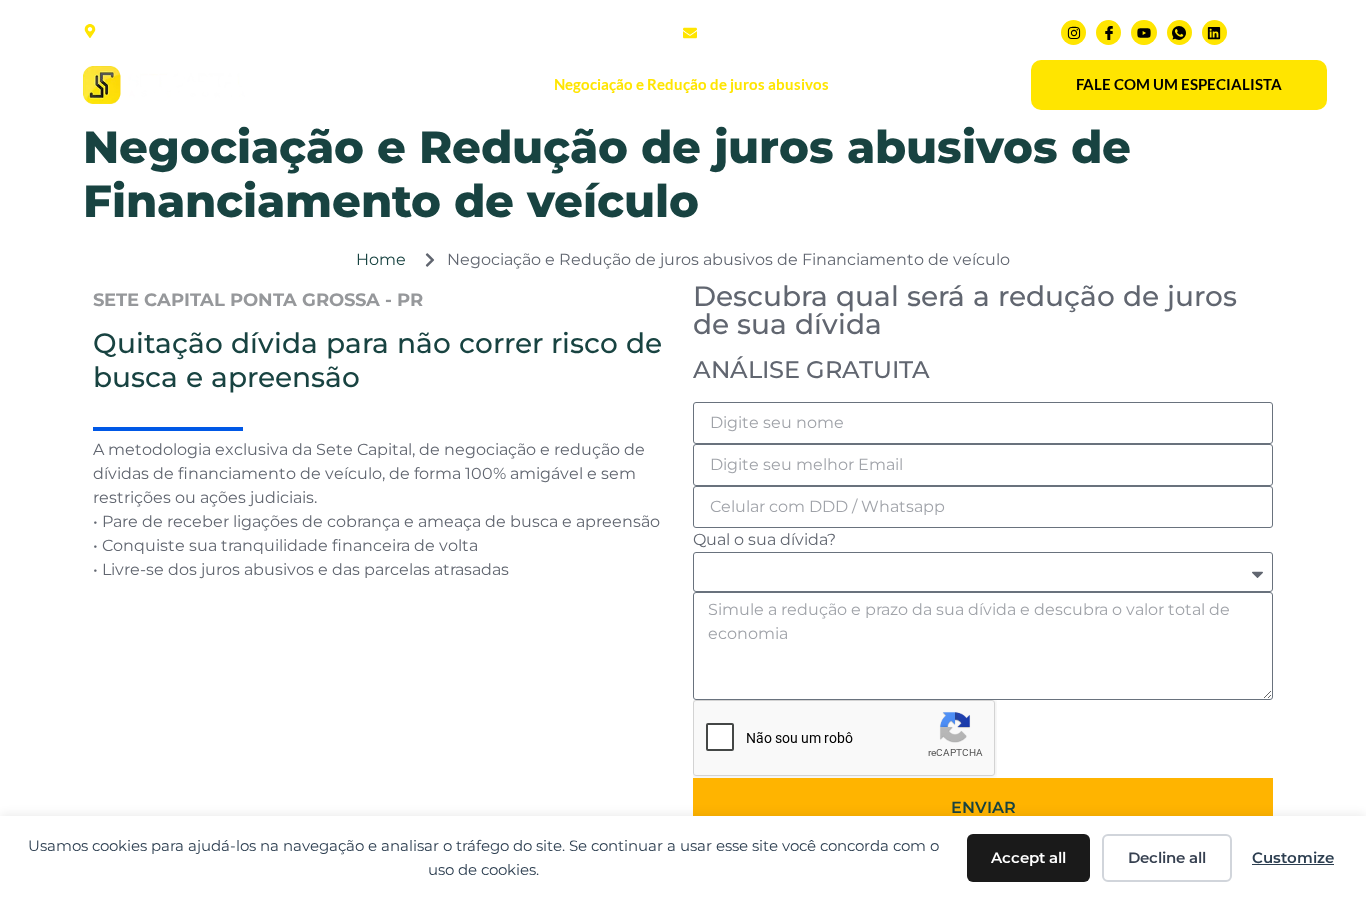 Negociação e Redução de juros abusivos
FALE COM UM ESPECIALISTA
Negociação e Redução de juros abusivos de
Financiamento de veículo
Home
Negociação e Redução de juros abusivos de Financiamento de veículo
SETE CAPITAL PONTA GROSSA - PR
Quitação dívida para não correr risco de
busca e apreensão
A metodologia exclusiva da Sete Capital, de negociação e redução de
dívidas de financiamento de veículo, de forma 100% amigável e sem
restrições ou ações judiciais.
• Pare de receber ligações de cobrança e ameaça de busca e apreensão
• Conquiste sua tranquilidade financeira de volta
• Livre-se dos juros abusivos e das parcelas atrasadas
Descubra qual será a redução de juros
de sua dívida
ANÁLISE GRATUITA
Digite seu nome
Digite seu melhor Email
Celular com DDD / Whatsapp
Qual o sua dívida?
Simule a redução e prazo da sua dívida e descubra o valor total de
economia
Não sou um robô
reCAPTCHA
ENVIAR
Usamos cookies para ajudá-los na navegação e analisar o tráfego do site. Se continuar a usar esse site você concorda com o
uso de cookies.
Accept all
Decline all
Customize